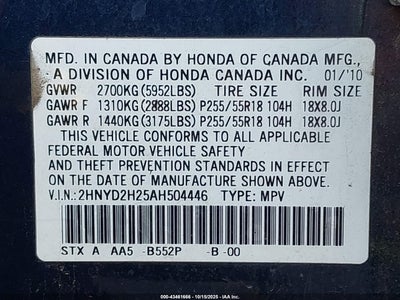 MFD. IN CANADA BY HONDA OF CANADA MFG.,
A DIVISION OF HONDA CANADA INC. 01/'10
GVWR 2700KG (5952LBS) TIRE SIZE RIM SIZE
GAWR F 1310KG (2888LBS) P255/55R18 104H 18X8.0J
GAWR R 1440KG (3175LBS) P255/55R18 104H 18X8.0J
THIS VEHICLE CONFORMS TO ALL APPLICABLE
FEDERAL MOTOR VEHICLE SAFETY
AND THEFT PREVENTION STANDARDS IN EFFECT
ON THE DATE OF MANUFACTURE SHOWN ABOVE.
V.I.N.: 2HNYD2H25AH504446 TYPE: MPV
STX A AA5 -B552P -B -00
000-43461666 - 10/15/2025 - IAA